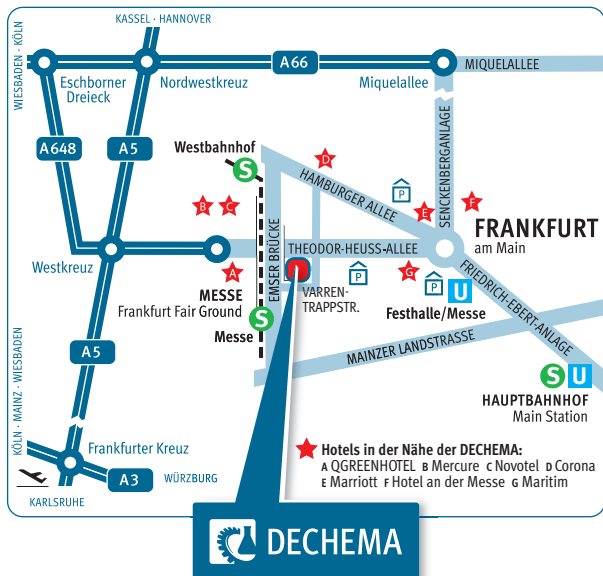 KASSEL · HANNOVER
WIESBADEN · KÖLN
A66
MIQUELALLEE
Eschborner
Dreieck
Nordwestkreuz
Miquelallee
A648
A5
SENCKENBERGANLAGE
Westbahnhof
S
D
P
HAMBURGER ALLEE
B
C
E
F
FRANKFURT
am Main
EMSER BRÜCKE
THEODOR-HEUSS-ALLEE
Westkreuz
A
G
P
P
U
FRIEDRICH-EBERT-ANLAGE
MESSE
Frankfurt Fair Ground
VARREN-
TRAPPSTR.
Festhalle/Messe
S
Messe
MAINZER LANDSTRASSE
A5
KÖLN · MAINZ · WIESBADEN
S U
HAUPTBAHNHOF
Main Station
Frankfurter Kreuz
A3
WÜRZBURG
KARLSRUHE
Hotels in der Nähe der DECHEMA:
A QGREENHOTEL B Mercure C Novotel D Corona
E Marriott F Hotel an der Messe G Maritim
DECHEMA